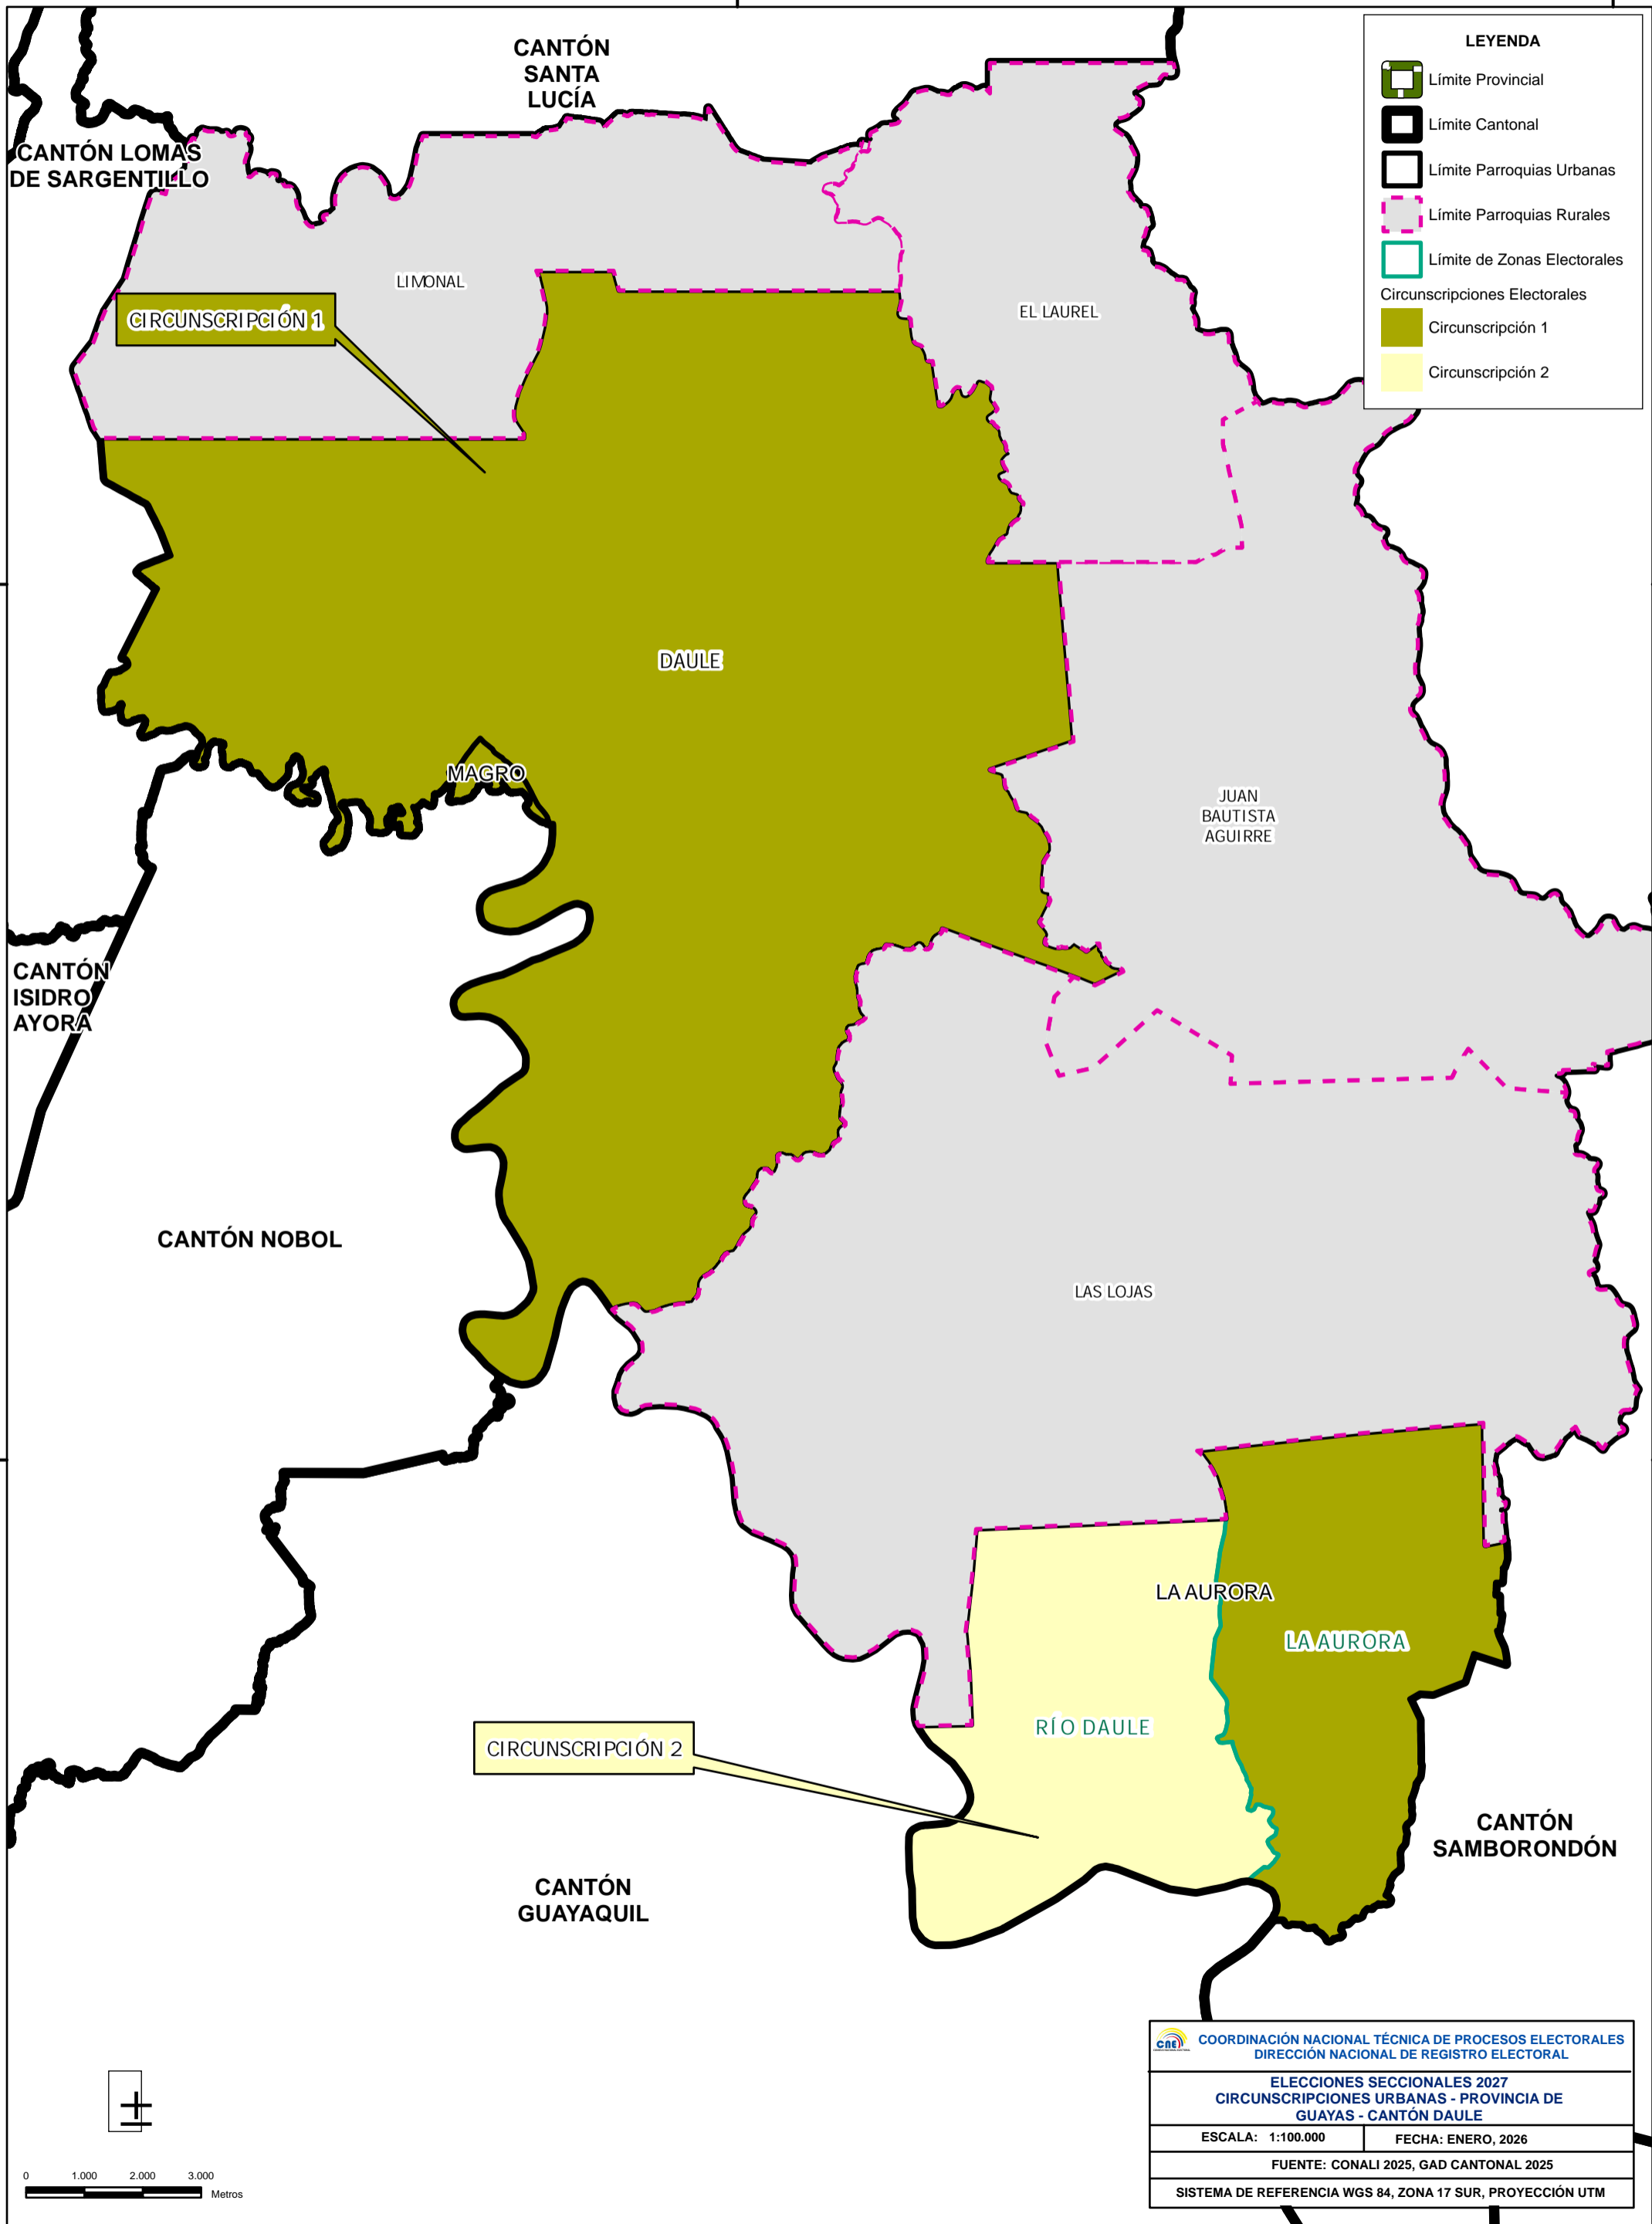 CANTÓN
SANTA
LUCÍA
CANTÓN LOMAS
DE SARGENTILLO
LEYENDA
Límite Provincial
Límite Cantonal
Límite Parroquias Urbanas
Límite Parroquias Rurales
Límite de Zonas Electorales
Circunscripciones Electorales
Circunscripción 1
Circunscripción 2
LIMONAL
EL LAUREL
CIRCUNSCRIPCIÓN 1
DAULE
MAGRO
JUAN
BAUTISTA
AGUIRRE
CANTÓN
ISIDRO
AYORA
CANTÓN NOBOL
LAS LOJAS
LA AURORA
LA AURORA
RÍO DAULE
CIRCUNSCRIPCIÓN 2
CANTÓN
SAMBORONDÓN
CANTÓN
GUAYAQUIL
CNE
COORDINACIÓN NACIONAL TÉCNICA DE PROCESOS ELECTORALES
DIRECCIÓN NACIONAL DE REGISTRO ELECTORAL
ELECCIONES SECCIONALES 2027
CIRCUNSCRIPCIONES URBANAS - PROVINCIA DE
GUAYAS - CANTÓN DAULE
ESCALA: 1:100.000
FECHA: ENERO, 2026
FUENTE: CONALI 2025, GAD CANTONAL 2025
SISTEMA DE REFERENCIA WGS 84, ZONA 17 SUR, PROYECCIÓN UTM
0 1.000 2.000 3.000
Metros